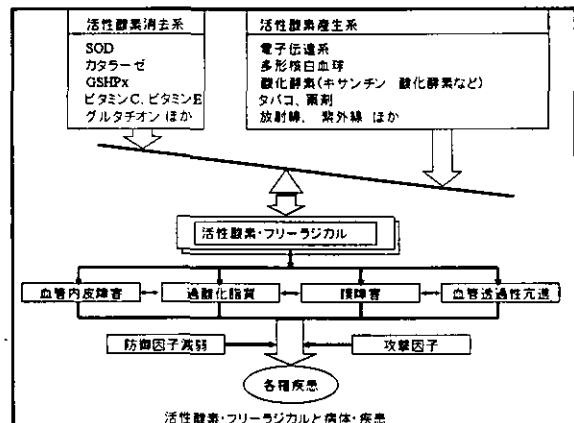 活性酸素消去系
SOD
カタラーゼ
GSHPx
ビタミンC、ビタミンE
グルタチオン ほか
活性酸素産生系
電子伝達系
多形核白血球
酸化酵素(キサンチン 酸化酵素など)
タバコ、薬剤
放射線、 紫外線 ほか
活性酸素・フリーラジカル
血管内皮障害
過酸化脂質
膜障害
血管透過性亢進
防御因子減弱
攻撃因子
各種疾患
活性酸素・フリーラジカルと病体・疾患